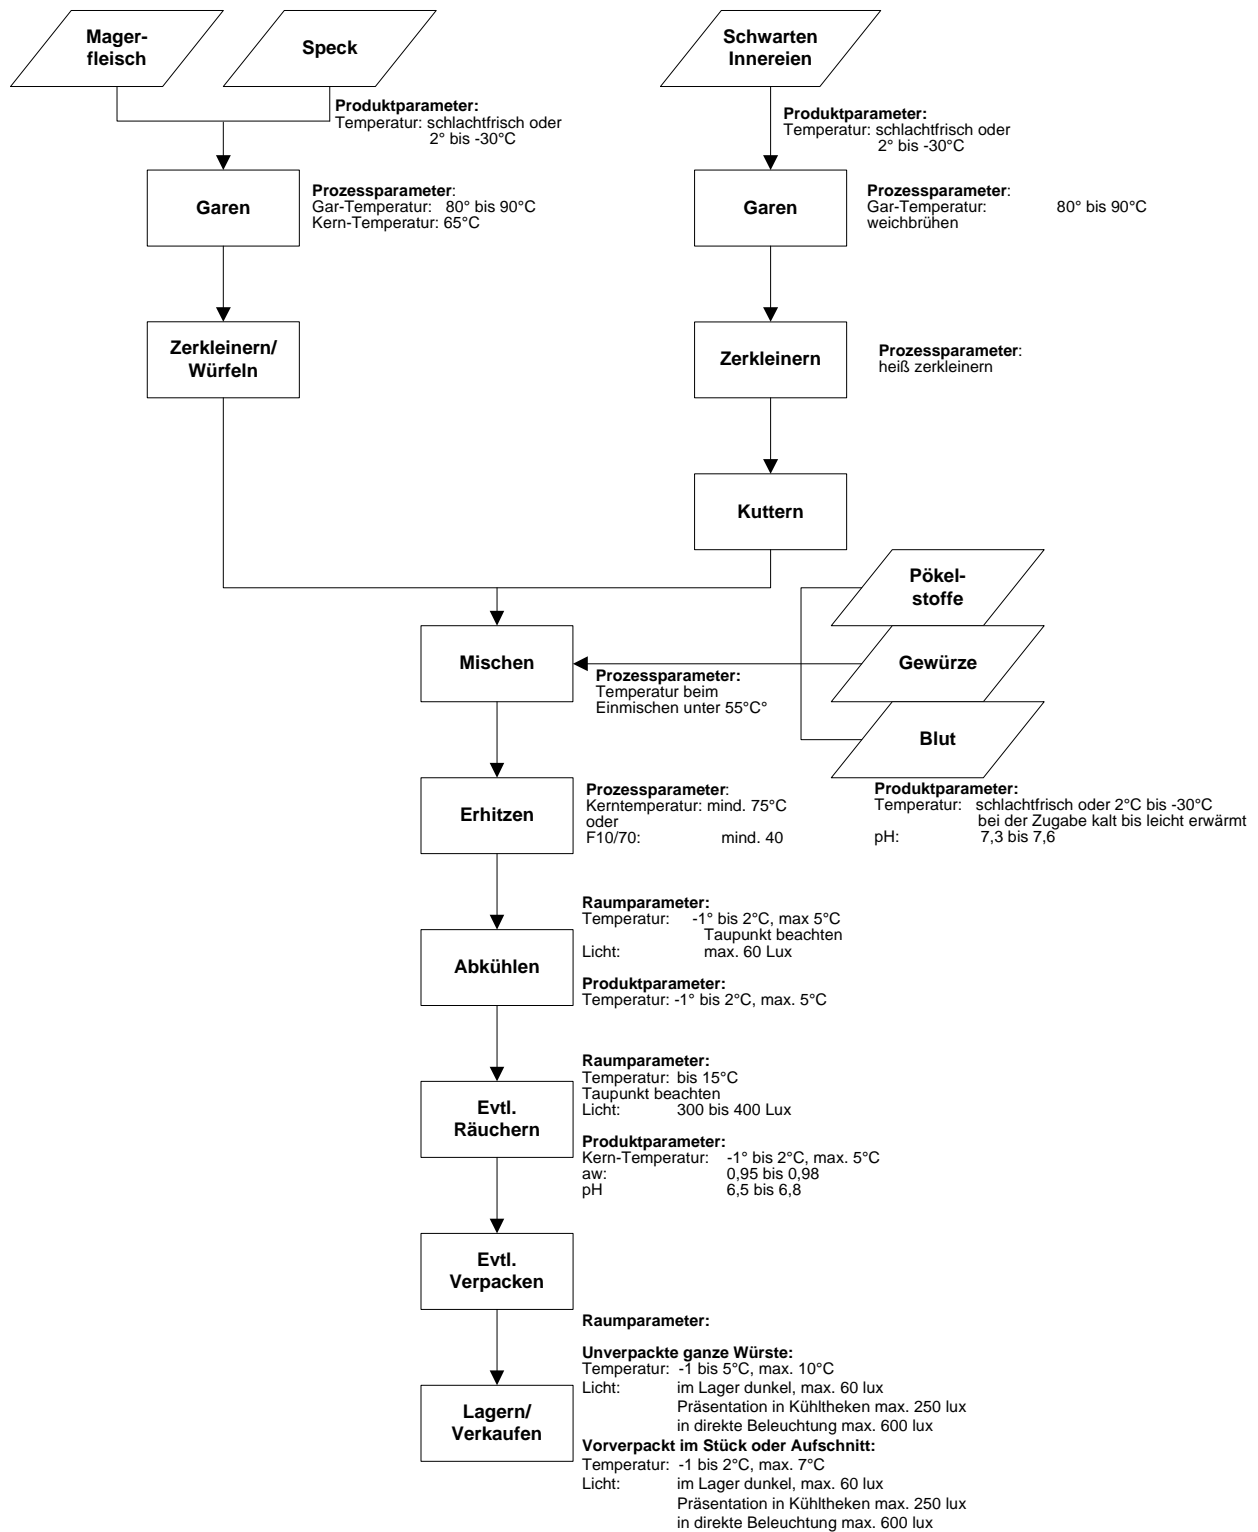 Mager-
fleisch
Speck
Schwarten
Innereien
Produktparameter:
Temperatur: schlachtfrisch oder
2° bis -30°C
Produktparameter:
Temperatur: schlachtfrisch oder
2° bis -30°C
Garen
Prozessparameter:
Gar-Temperatur: 80° bis 90°C
Kern-Temperatur: 65°C
Garen
Prozessparameter:
Gar-Temperatur: 80° bis 90°C
weichbrühen
Zerkleinern/
Würfeln
Zerkleinern
Prozessparameter:
heiß zerkleinern
Kuttern
Pökel-
stoffe
Gewürze
Blut
Mischen
Prozessparameter:
Temperatur beim
Einmischen unter 55°C°
Produktparameter:
Temperatur: schlachtfrisch oder 2°C bis -30°C
bei der Zugabe kalt bis leicht erwärmt
pH: 7,3 bis 7,6
Erhitzen
Prozessparameter:
Kerntemperatur: mind. 75°C
oder
F10/70: mind. 40
Abkühlen
Raumparameter:
Temperatur: -1° bis 2°C, max 5°C
Taupunkt beachten
Licht: max. 60 Lux
Produktparameter:
Temperatur: -1° bis 2°C, max. 5°C
Evtl.
Räuchern
Raumparameter:
Temperatur: bis 15°C
Taupunkt beachten
Licht: 300 bis 400 Lux
Produktparameter:
Kern-Temperatur: -1° bis 2°C, max. 5°C
aw: 0,95 bis 0,98
pH 6,5 bis 6,8
Evtl.
Verpacken
Lagern/
Verkaufen
Raumparameter:
Unverpackte ganze Würste:
Temperatur: -1 bis 5°C, max. 10°C
Licht: im Lager dunkel, max. 60 lux
Präsentation in Kühltheken max. 250 lux
in direkte Beleuchtung max. 600 lux
Vorverpackt im Stück oder Aufschnitt:
Temperatur: -1 bis 2°C, max. 7°C
Licht: im Lager dunkel, max. 60 lux
Präsentation in Kühltheken max. 250 lux
in direkte Beleuchtung max. 600 lux